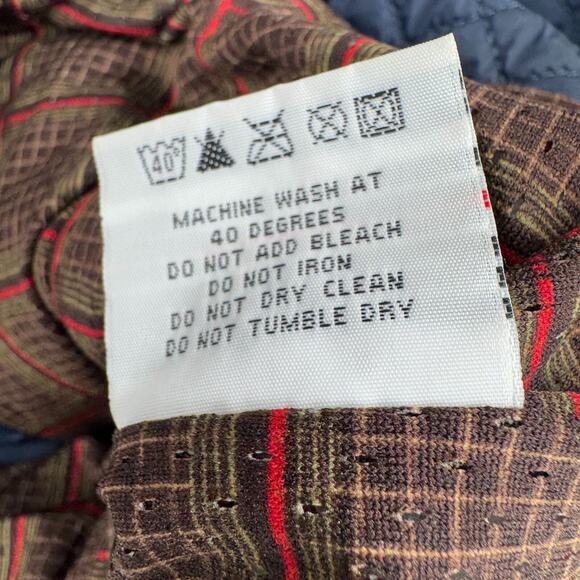 40°
MACHINE WASH AT
40 DEGREES
DO NOT ADD BLEACH
DO NOT IRON
DO NOT DRY CLEAN
DO NOT TUMBLE DRY